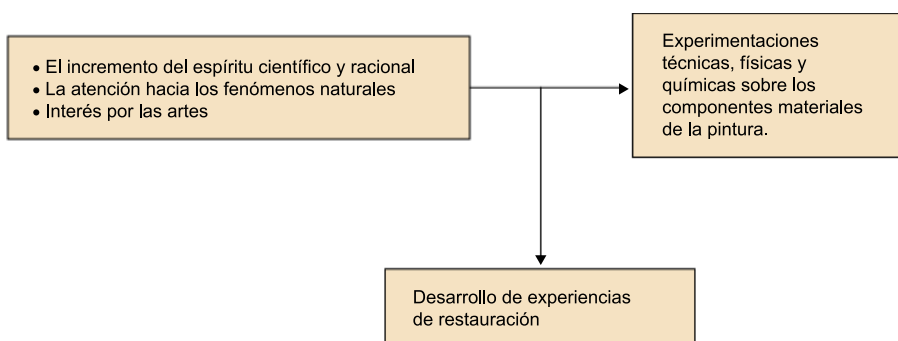 • El incremento del espíritu científico y racional
• La atención hacia los fenómenos naturales
• Interés por las artes
Experimentaciones
técnicas, físicas y
químicas sobre los
componentes materiales
de la pintura.
Desarrollo de experiencias
de restauración